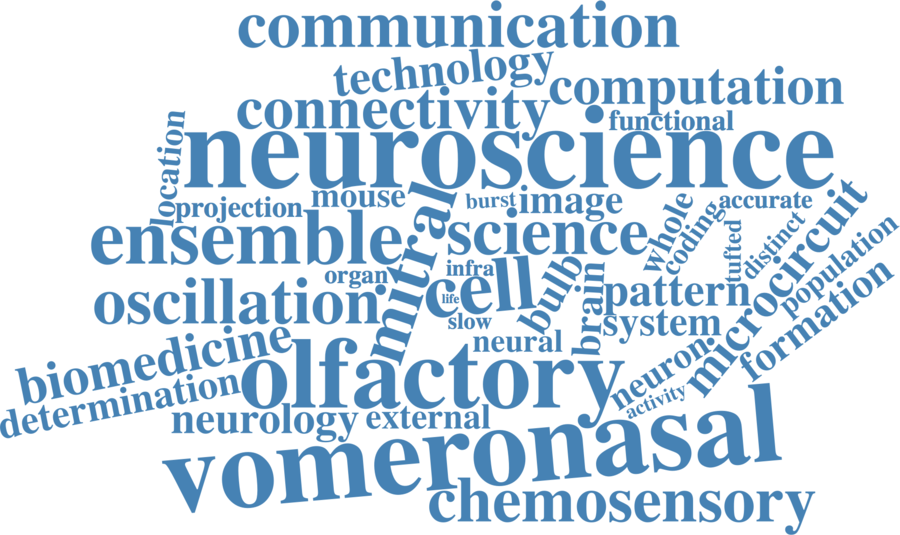 communication
technology
computation
connectivity
functional
location
neuroscience
projection
mouse
burst
image
whole
coding
accurate
ensemble
mitral
science
tufted
distinct
microcircuit
population
organ
infra
cell
life
bulb
brain
pattern
oscillation
slow
system
formation
neural
biomedicine
determination
olfactory
neuron
activity
neurology
external
vomeronasal
chemosensory